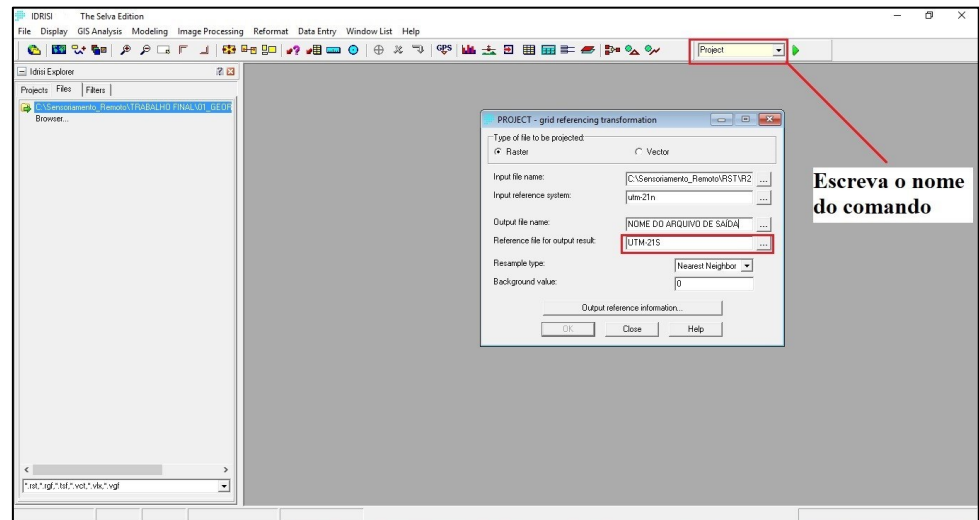 IDRISI The Selva Edition
File Display GIS Analysis Modeling Image Processing Reformat Data Entry Window List Help
GPS
Project
Idrisi Explorer
Projects Files Filters
C:\Sensoriamento_Remoto\TRABALHO FINAL\01_GEOF
Browser...
PROJECT - grid referencing transformation
Type of file to be projected:
Raster Vector
Input file name: C:\Sensoriamento_Remoto\RST\R2 ...
Input reference system: utm-21n ...
Output file name: NOME DO ARQUIVO DE SAÍDA ...
Reference file for output result: UTM-21S ...
Resample type: Nearest Neighbor
Background value: 0
Output reference information...
OK Close Help
Escreva o nome
do comando
*.rst,*.rgf,*.tsf,*.vct,*.vlx,*.vgf